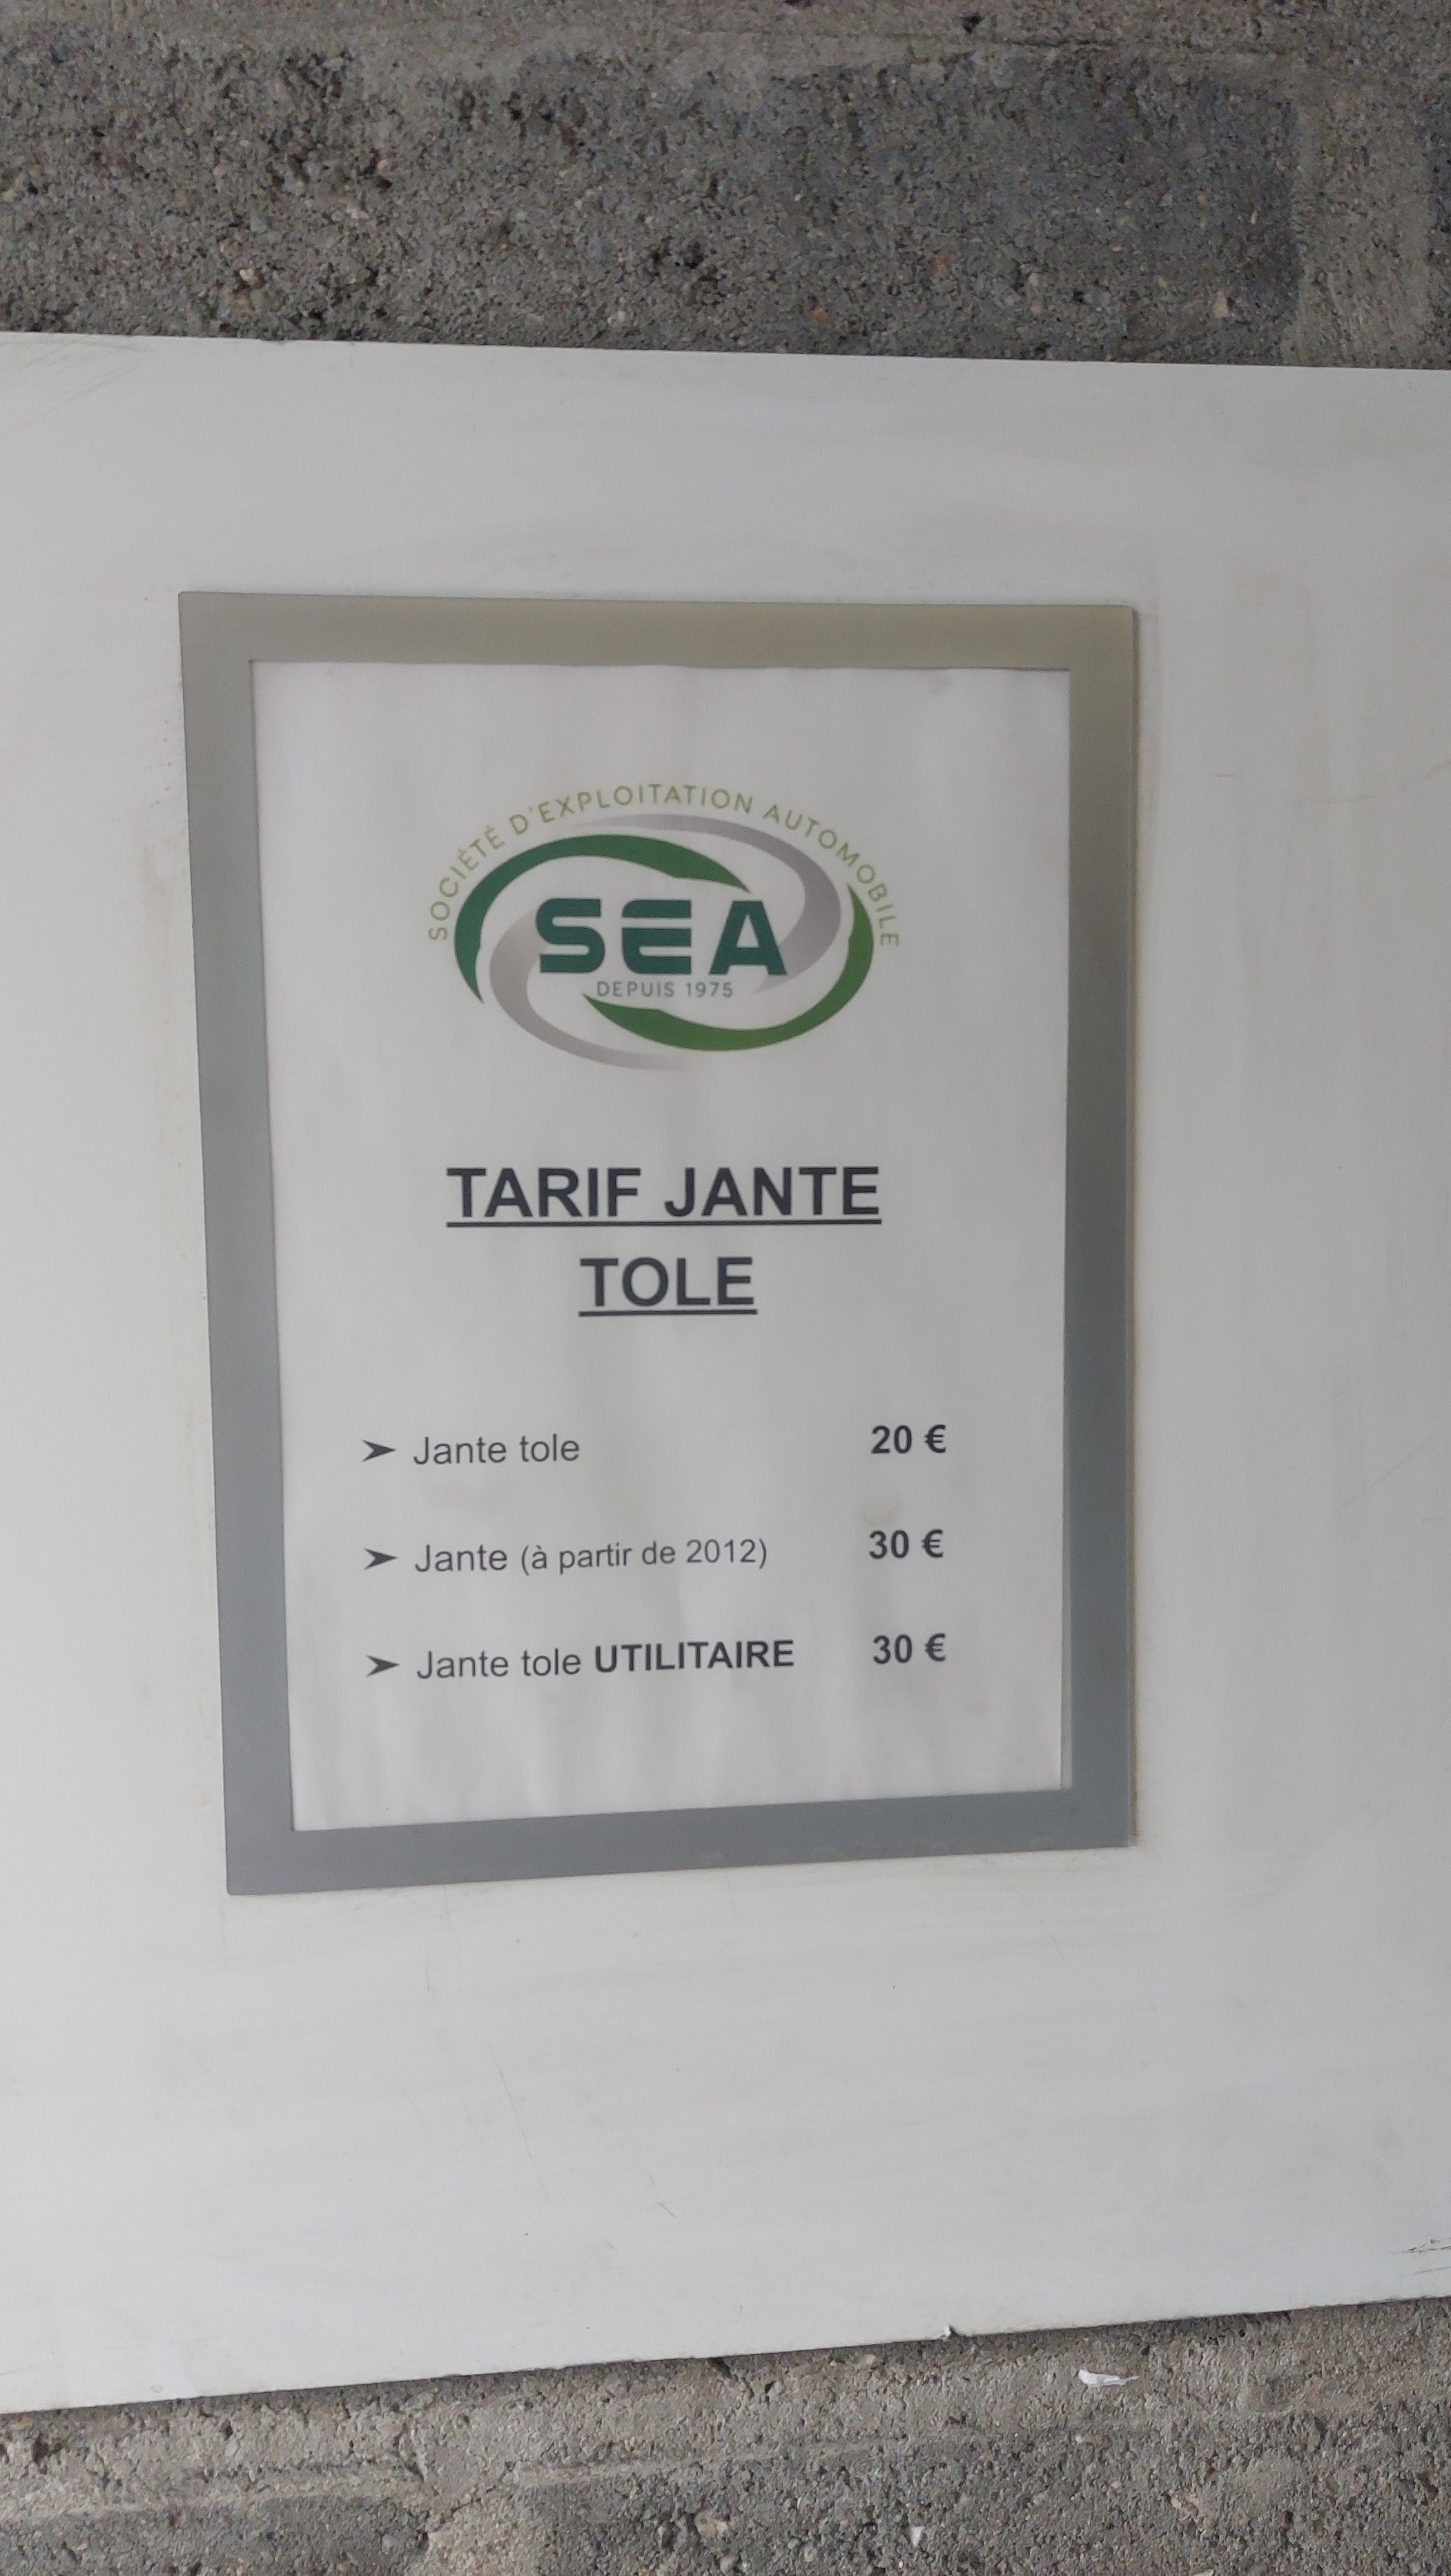 SOCIÉTÉ D'EXPLOITATION AUTOMOBILE
SEA
DEPUIS 1975
TARIF JANTE
TOLE
➤ Jante tole 20 €
➤ Jante (à partir de 2012) 30 €
➤ Jante tole UTILITAIRE 30 €